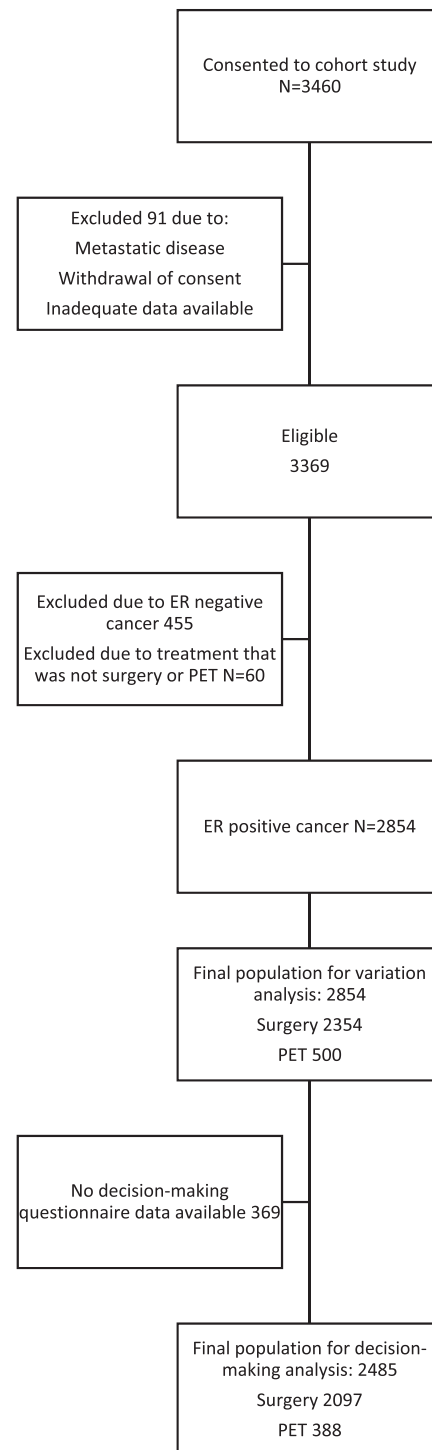 Consented to cohort study
N=3460
Excluded 91 due to:
Metastatic disease
Withdrawal of consent
Inadequate data available
Eligible
3369
Excluded due to ER negative
cancer 455
Excluded due to treatment that
was not surgery or PET N=60
ER positive cancer N=2854
Final population for variation
analysis: 2854
Surgery 2354
PET 500
No decision-making
questionnaire data available 369
Final population for decision-
making analysis: 2485
Surgery 2097
PET 388